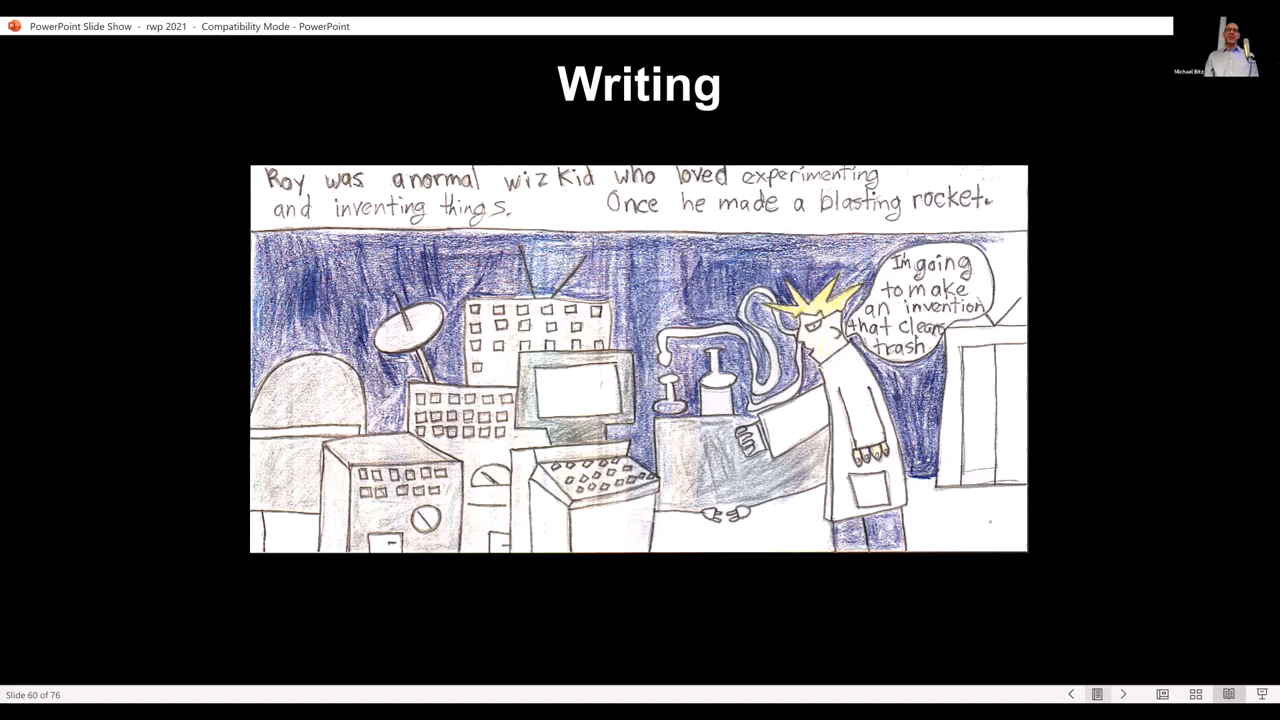 PowerPoint Slide Show - rwp 2021 - Compatibility Mode - PowerPoint
Writing
Roy was a normal wiz kid who loved experimenting
and inventing things. Once he made a blasting rocket.
I'm going
to make
an invention
that cleans
trash
Slide 60 of 76